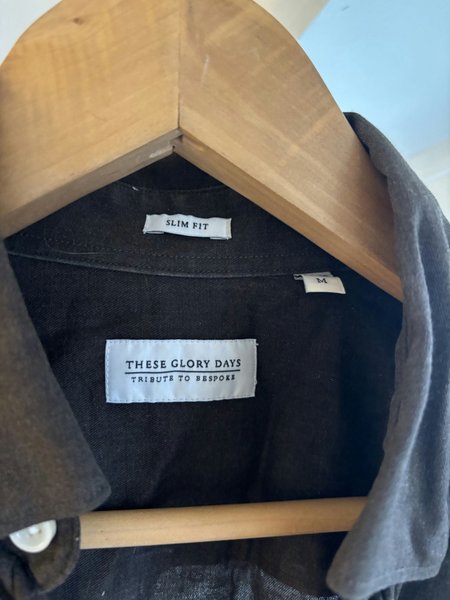 SLIM FIT
M
THESE GLORY DAYS
TRIBUTE TO BESPOKE